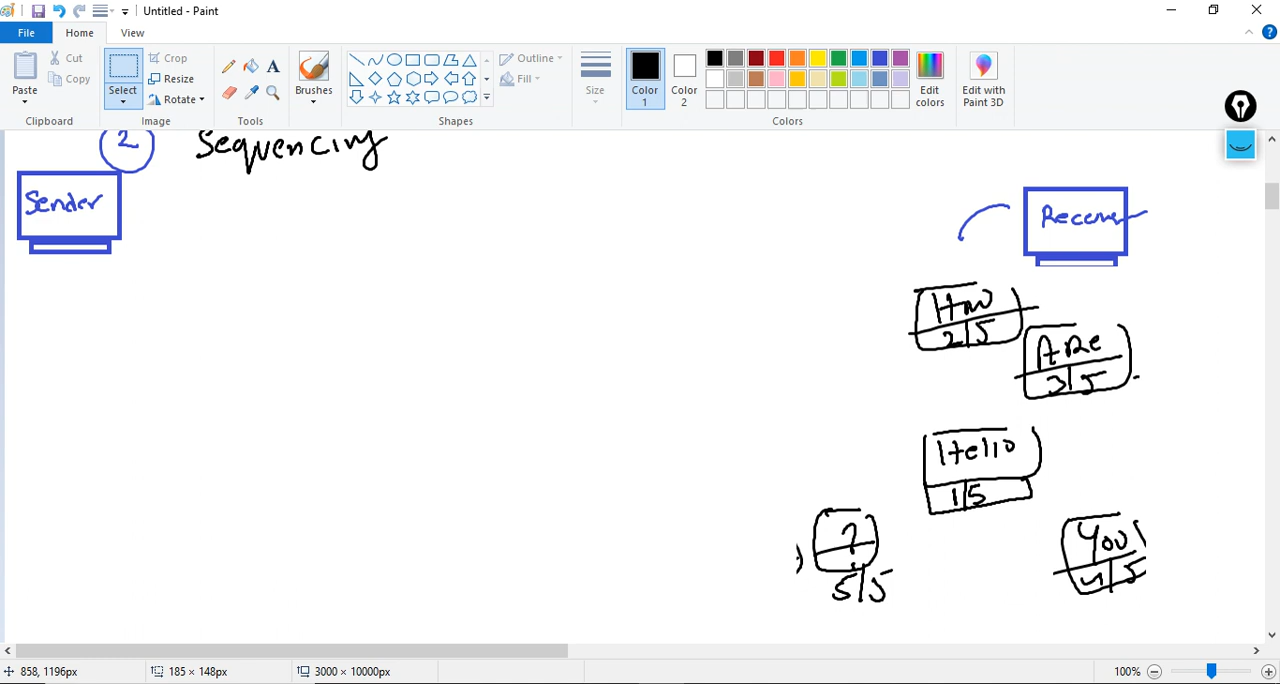 Untitled - Paint
File Home View
Paste
Cut
Copy
Clipboard
Select
Crop
Resize
Rotate
Image
A
Tools
Brushes
Outline
Fill
Shapes
Size
Color 1
Color 2
Edit colors
Edit with Paint 3D
Colors
2 Sequencing
Sender
How
2|5
ARe
3|5
Hello
1|5
?
5|5
You
4|5
858, 1196px
185 × 148px
3000 × 10000px
100%